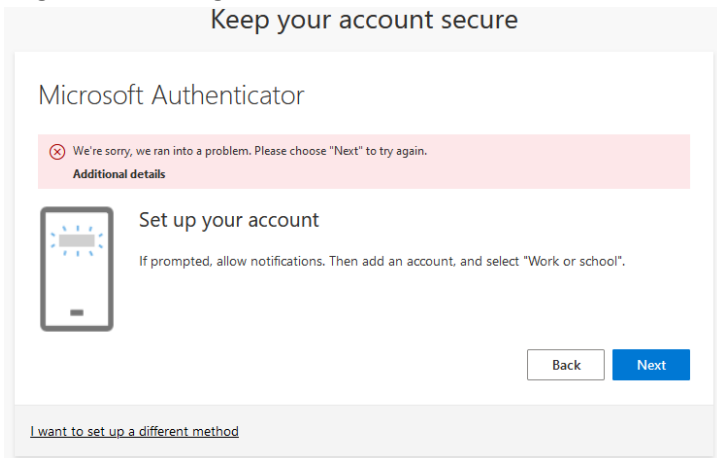 Keep your account secure
Microsoft Authenticator
We're sorry, we ran into a problem. Please choose "Next" to try again.
Additional details
Set up your account
If prompted, allow notifications. Then add an account, and select "Work or school".
Back
Next
I want to set up a different method